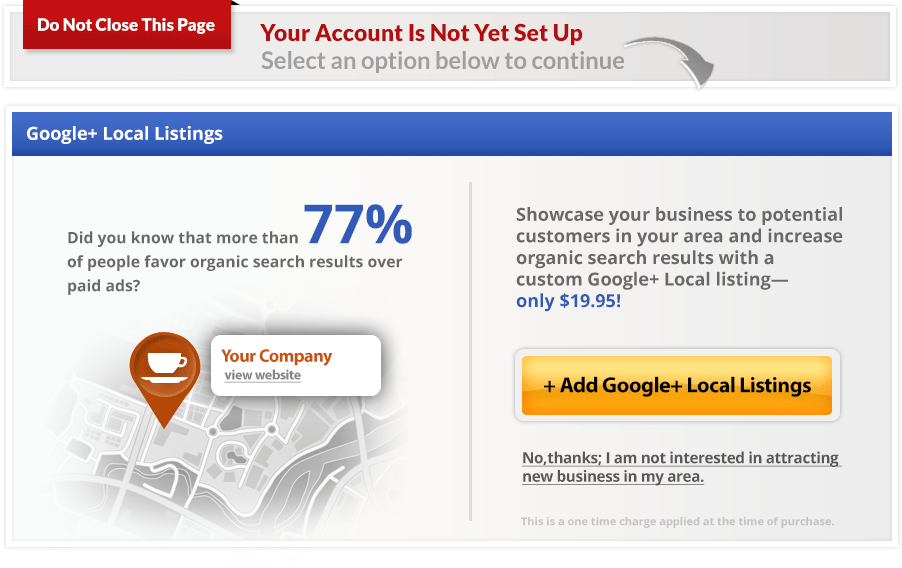 Do Not Close This Page
Your Account Is Not Yet Set Up
Select an option below to continue
Google+ Local Listings
Did you know that more than 77%
of people favor organic search results over
paid ads?
Your Company
view website
Showcase your business to potential
customers in your area and increase
organic search results with a
custom Google+ Local listing—
only $19.95!
+ Add Google+ Local Listings
No,thanks; I am not interested in attracting
new business in my area.
This is a one time charge applied at the time of purchase.